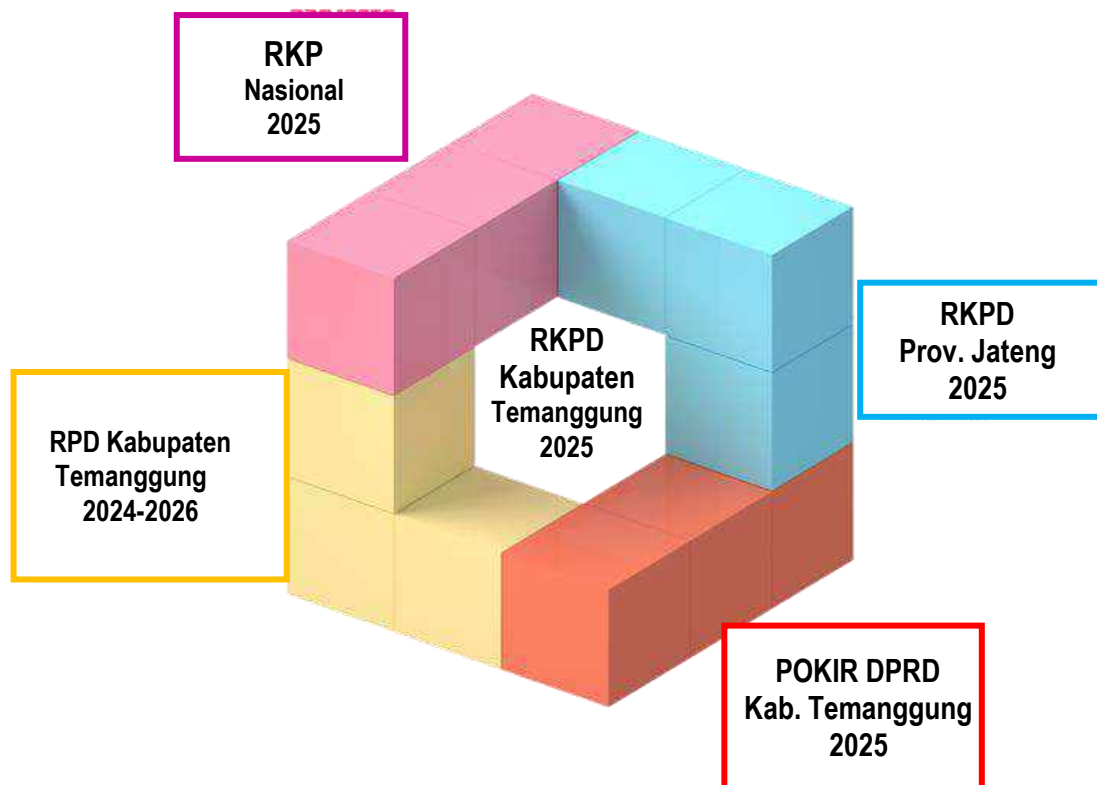 RKP
Nasional
2025
RKPD
Prov. Jateng
2025
RKPD
Kabupaten
Temanggung
2025
RPD Kabupaten
Temanggung
2024-2026
POKIR DPRD
Kab. Temanggung
2025